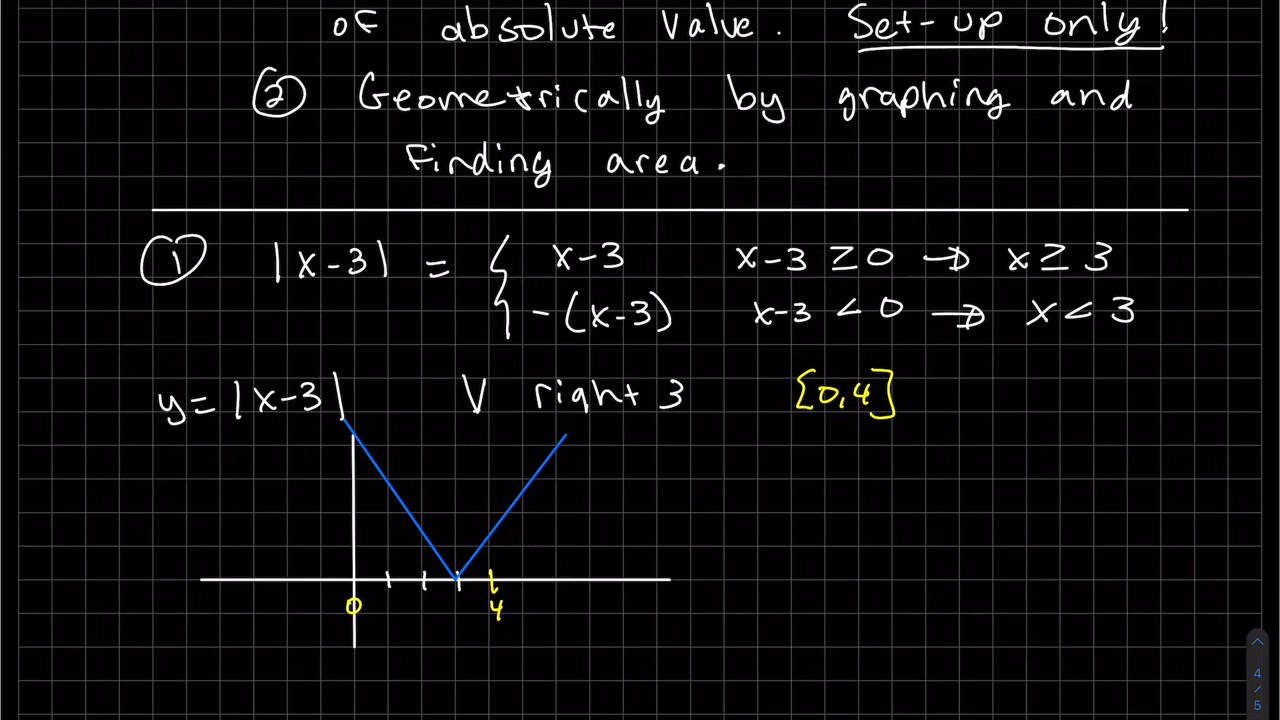 of absolute value. Set-up only!
② Geometrically by graphing and
finding area.
① |x-3| = { x-3 x-3 ≥ 0 → x ≥ 3
-(x-3) x-3 < 0 → x < 3
y = |x-3| V right 3 [0,4]
0 4
4/5